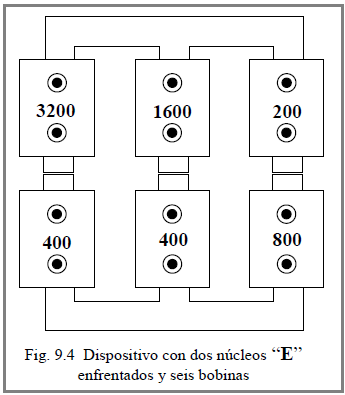 3200 1600 200
400 400 800
Fig. 9.4 Dispositivo con dos núcleos “E”
enfrentados y seis bobinas